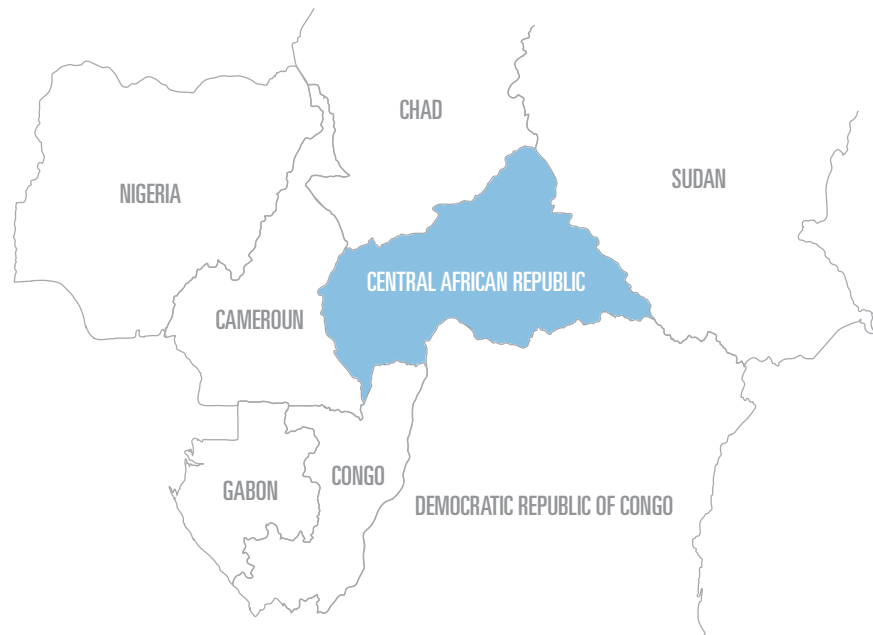 CHAD
SUDAN
NIGERIA
CENTRAL AFRICAN REPUBLIC
CAMEROUN
CONGO
GABON
DEMOCRATIC REPUBLIC OF CONGO